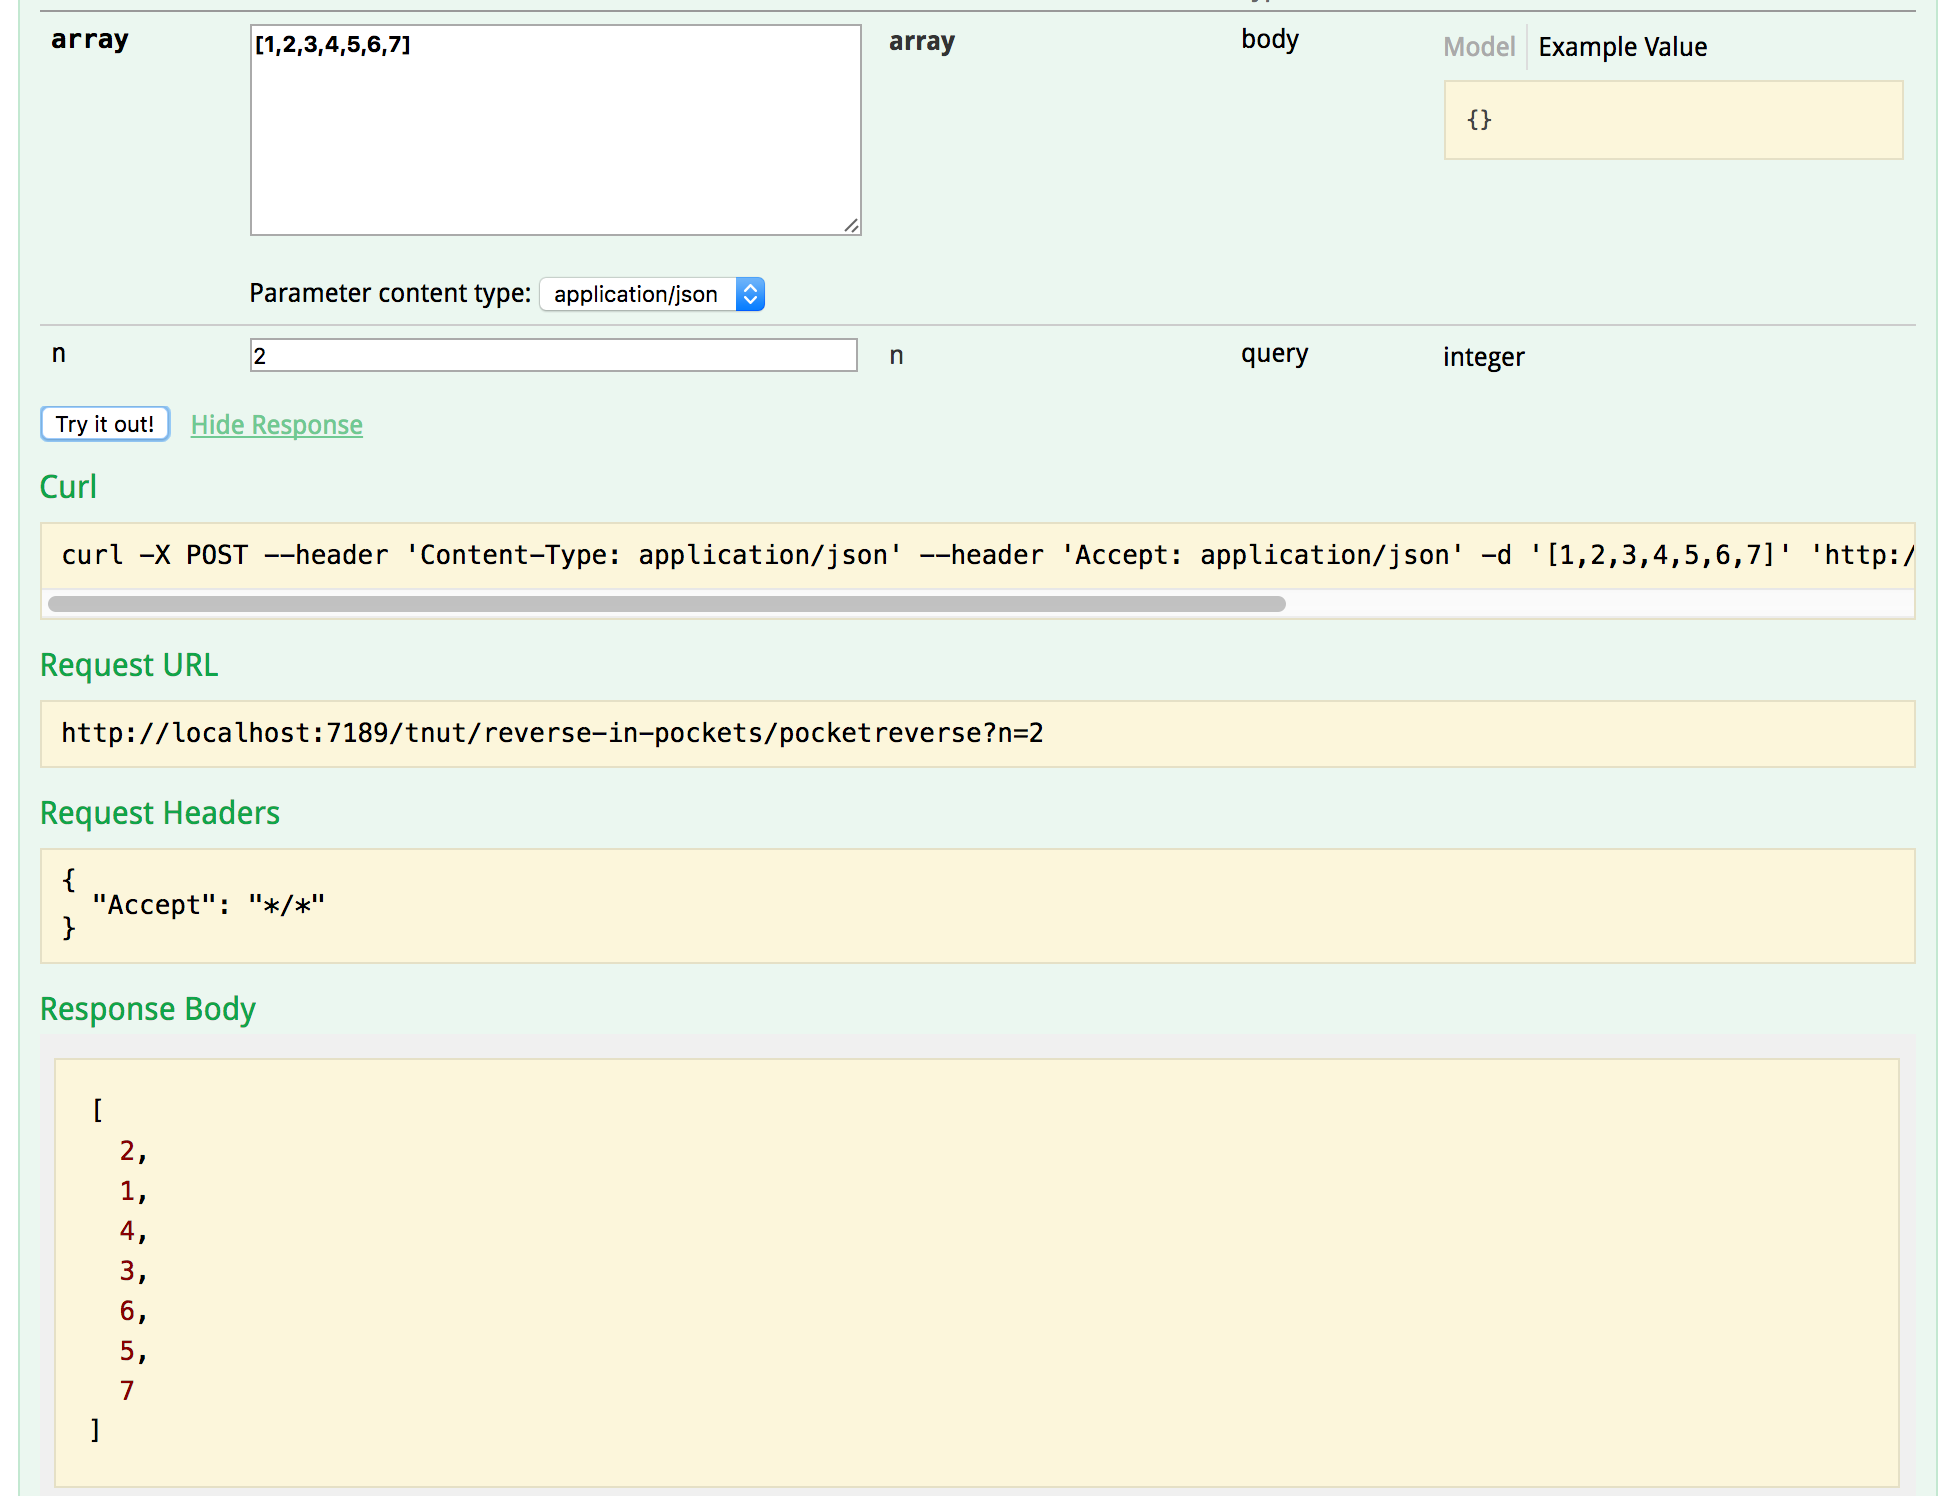 array [1,2,3,4,5,6,7] array body Model Example Value
{}
Parameter content type: application/json
n 2 n query integer
Try it out! Hide Response
Curl
curl -X POST --header 'Content-Type: application/json' --header 'Accept: application/json' -d '[1,2,3,4,5,6,7]' 'http:/
Request URL
http://localhost:7189/tnut/reverse-in-pockets/pocketreverse?n=2
Request Headers
{
"Accept": "*/*"
}
Response Body
[
2,
1,
4,
3,
6,
5,
7
]